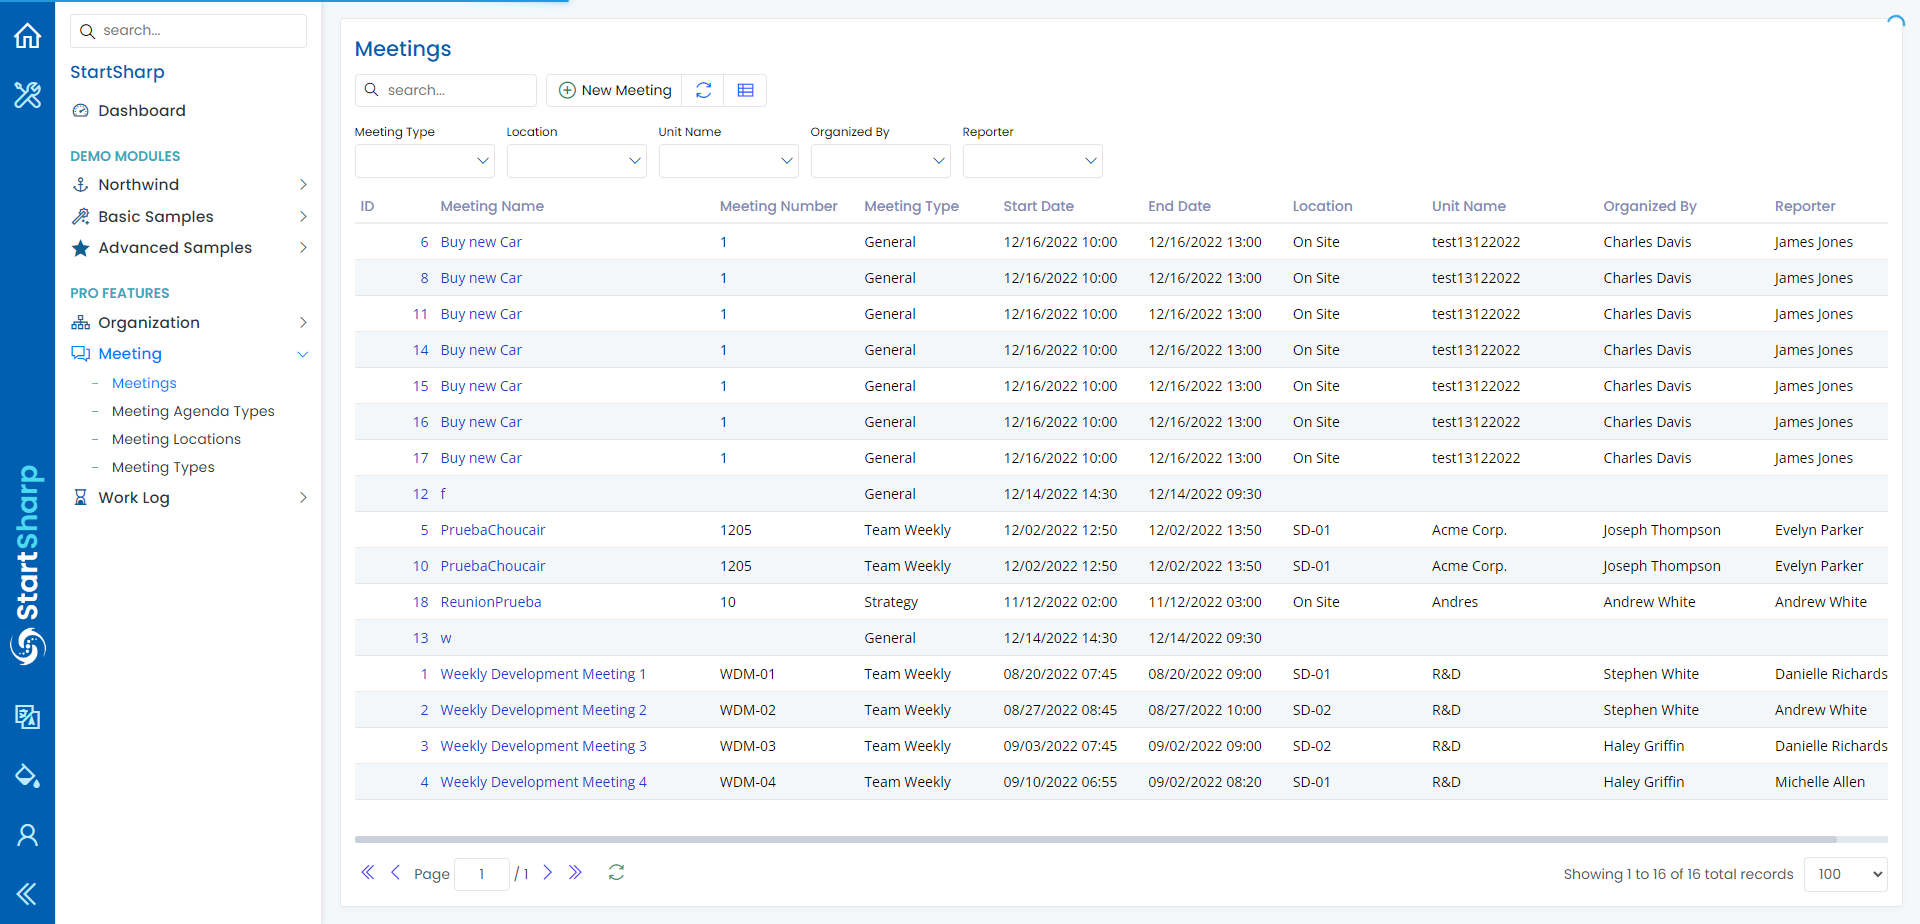 search...
StartSharp
Dashboard
DEMO MODULES
Northwind
Basic Samples
Advanced Samples
PRO FEATURES
Organization
Meeting
- Meetings
- Meeting Agenda Types
- Meeting Locations
- Meeting Types
Work Log
StartSharp
Meetings
search...
New Meeting
Meeting Type Location Unit Name Organized By Reporter
ID Meeting Name Meeting Number Meeting Type Start Date End Date Location Unit Name Organized By Reporter
6 Buy new Car 1 General 12/16/2022 10:00 12/16/2022 13:00 On Site test13122022 Charles Davis James Jones
8 Buy new Car 1 General 12/16/2022 10:00 12/16/2022 13:00 On Site test13122022 Charles Davis James Jones
11 Buy new Car 1 General 12/16/2022 10:00 12/16/2022 13:00 On Site test13122022 Charles Davis James Jones
14 Buy new Car 1 General 12/16/2022 10:00 12/16/2022 13:00 On Site test13122022 Charles Davis James Jones
15 Buy new Car 1 General 12/16/2022 10:00 12/16/2022 13:00 On Site test13122022 Charles Davis James Jones
16 Buy new Car 1 General 12/16/2022 10:00 12/16/2022 13:00 On Site test13122022 Charles Davis James Jones
17 Buy new Car 1 General 12/16/2022 10:00 12/16/2022 13:00 On Site test13122022 Charles Davis James Jones
12 f General 12/14/2022 14:30 12/14/2022 09:30
5 PruebaChoucair 1205 Team Weekly 12/02/2022 12:50 12/02/2022 13:50 SD-01 Acme Corp. Joseph Thompson Evelyn Parker
10 PruebaChoucair 1205 Team Weekly 12/02/2022 12:50 12/02/2022 13:50 SD-01 Acme Corp. Joseph Thompson Evelyn Parker
18 ReunionPrueba 10 Strategy 11/12/2022 02:00 11/12/2022 03:00 On Site Andres Andrew White Andrew White
13 w General 12/14/2022 14:30 12/14/2022 09:30
1 Weekly Development Meeting 1 WDM-01 Team Weekly 08/20/2022 07:45 08/20/2022 09:00 SD-01 R&D Stephen White Danielle Richards
2 Weekly Development Meeting 2 WDM-02 Team Weekly 08/27/2022 08:45 08/27/2022 10:00 SD-02 R&D Stephen White Andrew White
3 Weekly Development Meeting 3 WDM-03 Team Weekly 09/03/2022 07:45 09/02/2022 09:00 SD-02 R&D Haley Griffin Danielle Richards
4 Weekly Development Meeting 4 WDM-04 Team Weekly 09/10/2022 06:55 09/02/2022 08:20 SD-01 R&D Haley Griffin Michelle Allen
Page 1 / 1
Showing 1 to 16 of 16 total records 100